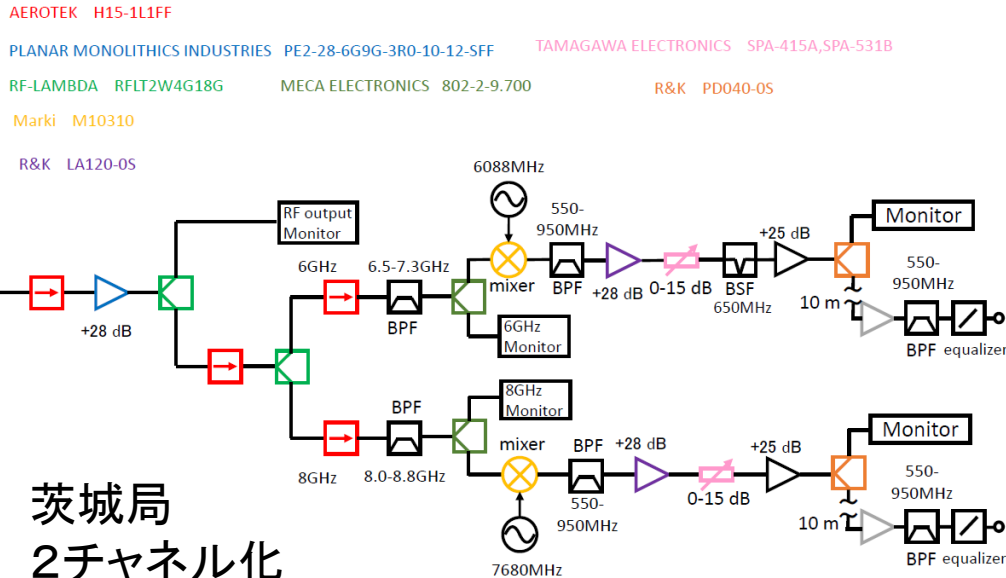 AEROTEK H15-1L1FF
PLANAR MONOLITHICS INDUSTRIES PE2-28-6G9G-3R0-10-12-SFF
TAMAGAWA ELECTRONICS SPA-415A,SPA-531B
RF-LAMBDA RFLT2W4G18G
MECA ELECTRONICS 802-2-9.700
R&K PD040-0S
Marki M10310
R&K LA120-0S
6088MHz
RF output
Monitor
550-
950MHz
+25 dB
Monitor
6GHz
6.5-7.3GHz
BPF
mixer
BPF
+28 dB
0-15 dB
BSF
650MHz
550-
950MHz
10 m
BPF
equalizer
+28 dB
6GHz
Monitor
8GHz
Monitor
BPF
8GHz
8.0-8.8GHz
mixer
BPF
550-
950MHz
+28 dB
0-15 dB
+25 dB
Monitor
550-
950MHz
10 m
BPF
equalizer
7680MHz
茨城局
2チャネル化